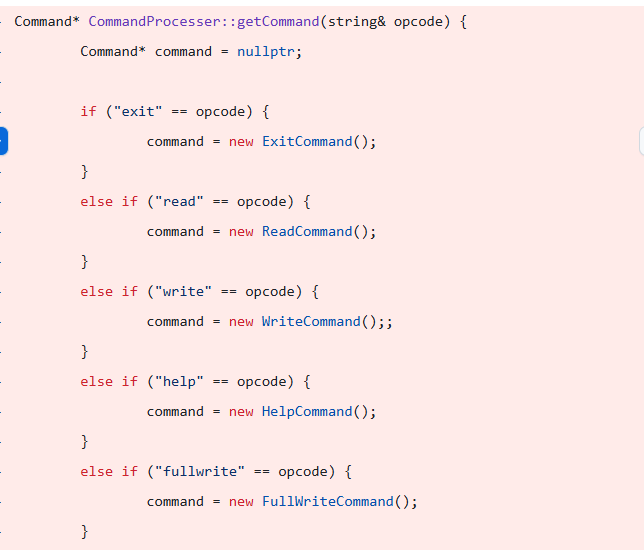 Command* CommandProcesser::getCommand(string& opcode) {
Command* command = nullptr;
if ("exit" == opcode) {
command = new ExitCommand();
}
else if ("read" == opcode) {
command = new ReadCommand();
}
else if ("write" == opcode) {
command = new WriteCommand();;
}
else if ("help" == opcode) {
command = new HelpCommand();
}
else if ("fullwrite" == opcode) {
command = new FullWriteCommand();
}